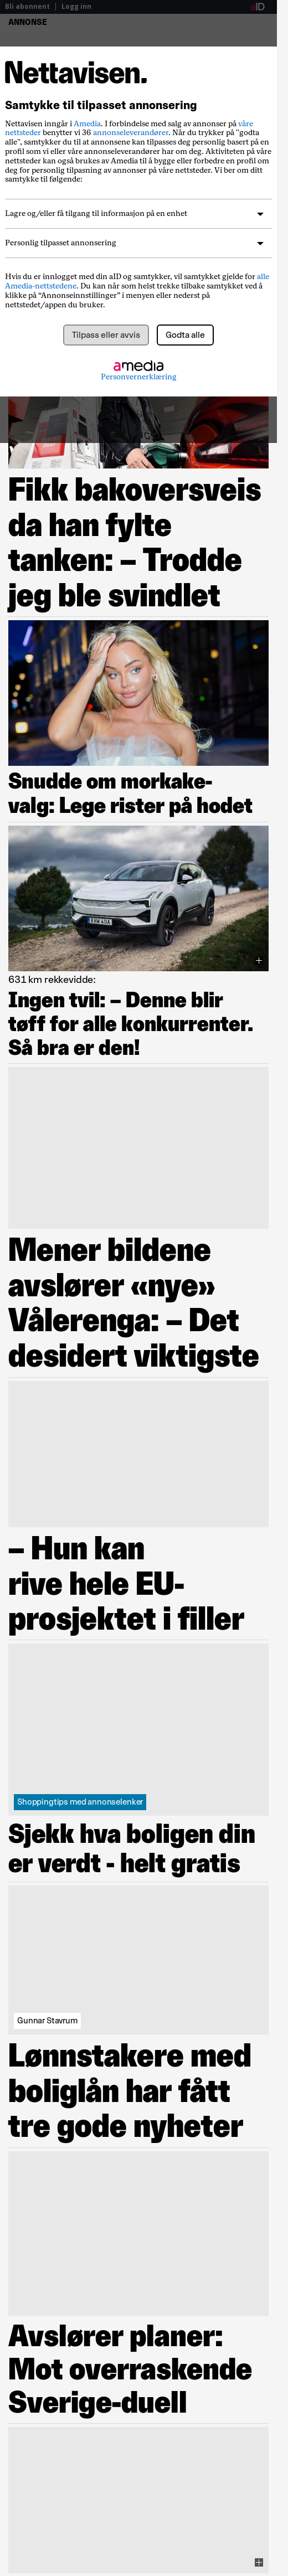 Bli abonnent | Logg inn
aID
ANNONSE
Nettavisen.
Samtykke til tilpasset annonsering
Nettavisen inngår i Amedia. I forbindelse med salg av annonser på våre
nettsteder benytter vi 36 annonseleverandører. Når du trykker på "godta
alle", samtykker du til at annonsene kan tilpasses deg personlig basert på en
profil som vi eller våre annonseleverandører har om deg. Aktiviteten på våre
nettsteder kan også brukes av Amedia til å bygge eller forbedre en profil om
deg for personlig tilpasning av annonser på våre nettsteder. Vi ber om ditt
samtykke til følgende:
Lagre og/eller få tilgang til informasjon på en enhet
Personlig tilpasset annonsering
Hvis du er innlogget med din aID og samtykker, vil samtykket gjelde for alle
Amedia-nettstedene. Du kan når som helst trekke tilbake samtykket ved å
klikke på “Annonseinnstillinger” i menyen eller nederst på
nettstedet/appen du bruker.
Tilpass eller avvis
Godta alle
amedia
Personvernerklæring
Fikk bakoversveis
da han fylte
tanken: – Trodde
jeg ble svindlet
Snudde om morkake-
valg: Lege rister på hodet
631 km rekkevidde:
Ingen tvil: – Denne blir
tøff for alle konkurrenter.
Så bra er den!
Mener bildene
avslører «nye»
Vålerenga: – Det
desidert viktigste
– Hun kan
rive hele EU-
prosjektet i filler
Shoppingtips med annonselenker
Sjekk hva boligen din
er verdt - helt gratis
Gunnar Stavrum
Lønnstakere med
boliglån har fått
tre gode nyheter
Avslører planer:
Mot overraskende
Sverige-duell